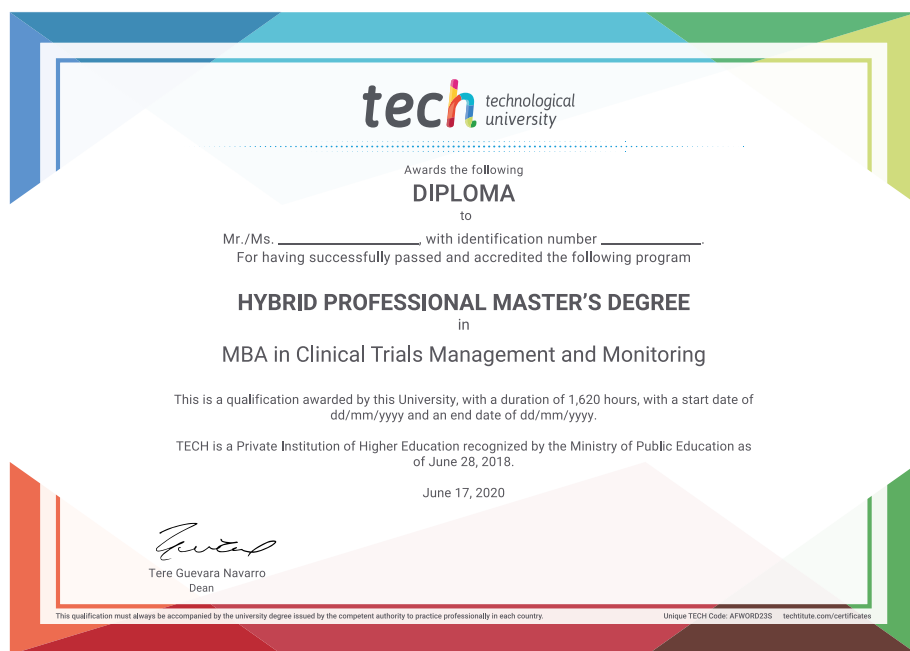 tech technological
university
Awards the following
DIPLOMA
to
Mr./Ms. ____________________, with identification number ______________.
For having successfully passed and accredited the following program
HYBRID PROFESSIONAL MASTER'S DEGREE
in
MBA in Clinical Trials Management and Monitoring
This is a qualification awarded by this University, with a duration of 1,620 hours, with a start date of
dd/mm/yyyy and an end date of dd/mm/yyyy.
TECH is a Private Institution of Higher Education recognized by the Ministry of Public Education as
of June 28, 2018.
June 17, 2020
Tere Guevara Navarro
Dean
This qualification must always be accompanied by the university degree issued by the competent authority to practice professionally in each country.
Unique TECH Code: AFWORD23S techtitute.com/certificates